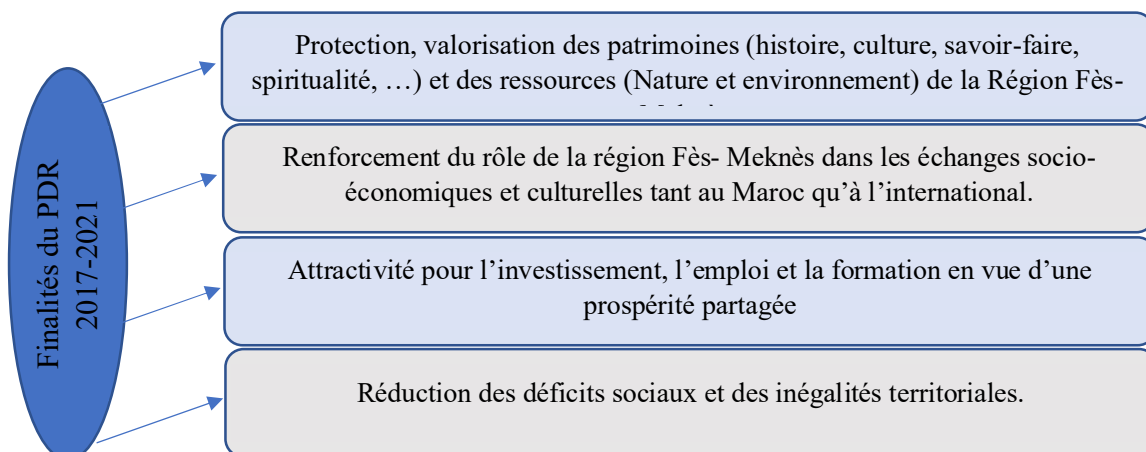 Finalités du PDR
2017-2021
Protection, valorisation des patrimoines (histoire, culture, savoir-faire,
spiritualité, …) et des ressources (Nature et environnement) de la Région Fès-
Renforcement du rôle de la région Fès- Meknès dans les échanges socio-
économiques et culturelles tant au Maroc qu’à l’international.
Attractivité pour l’investissement, l’emploi et la formation en vue d’une
prospérité partagée
Réduction des déficits sociaux et des inégalités territoriales.